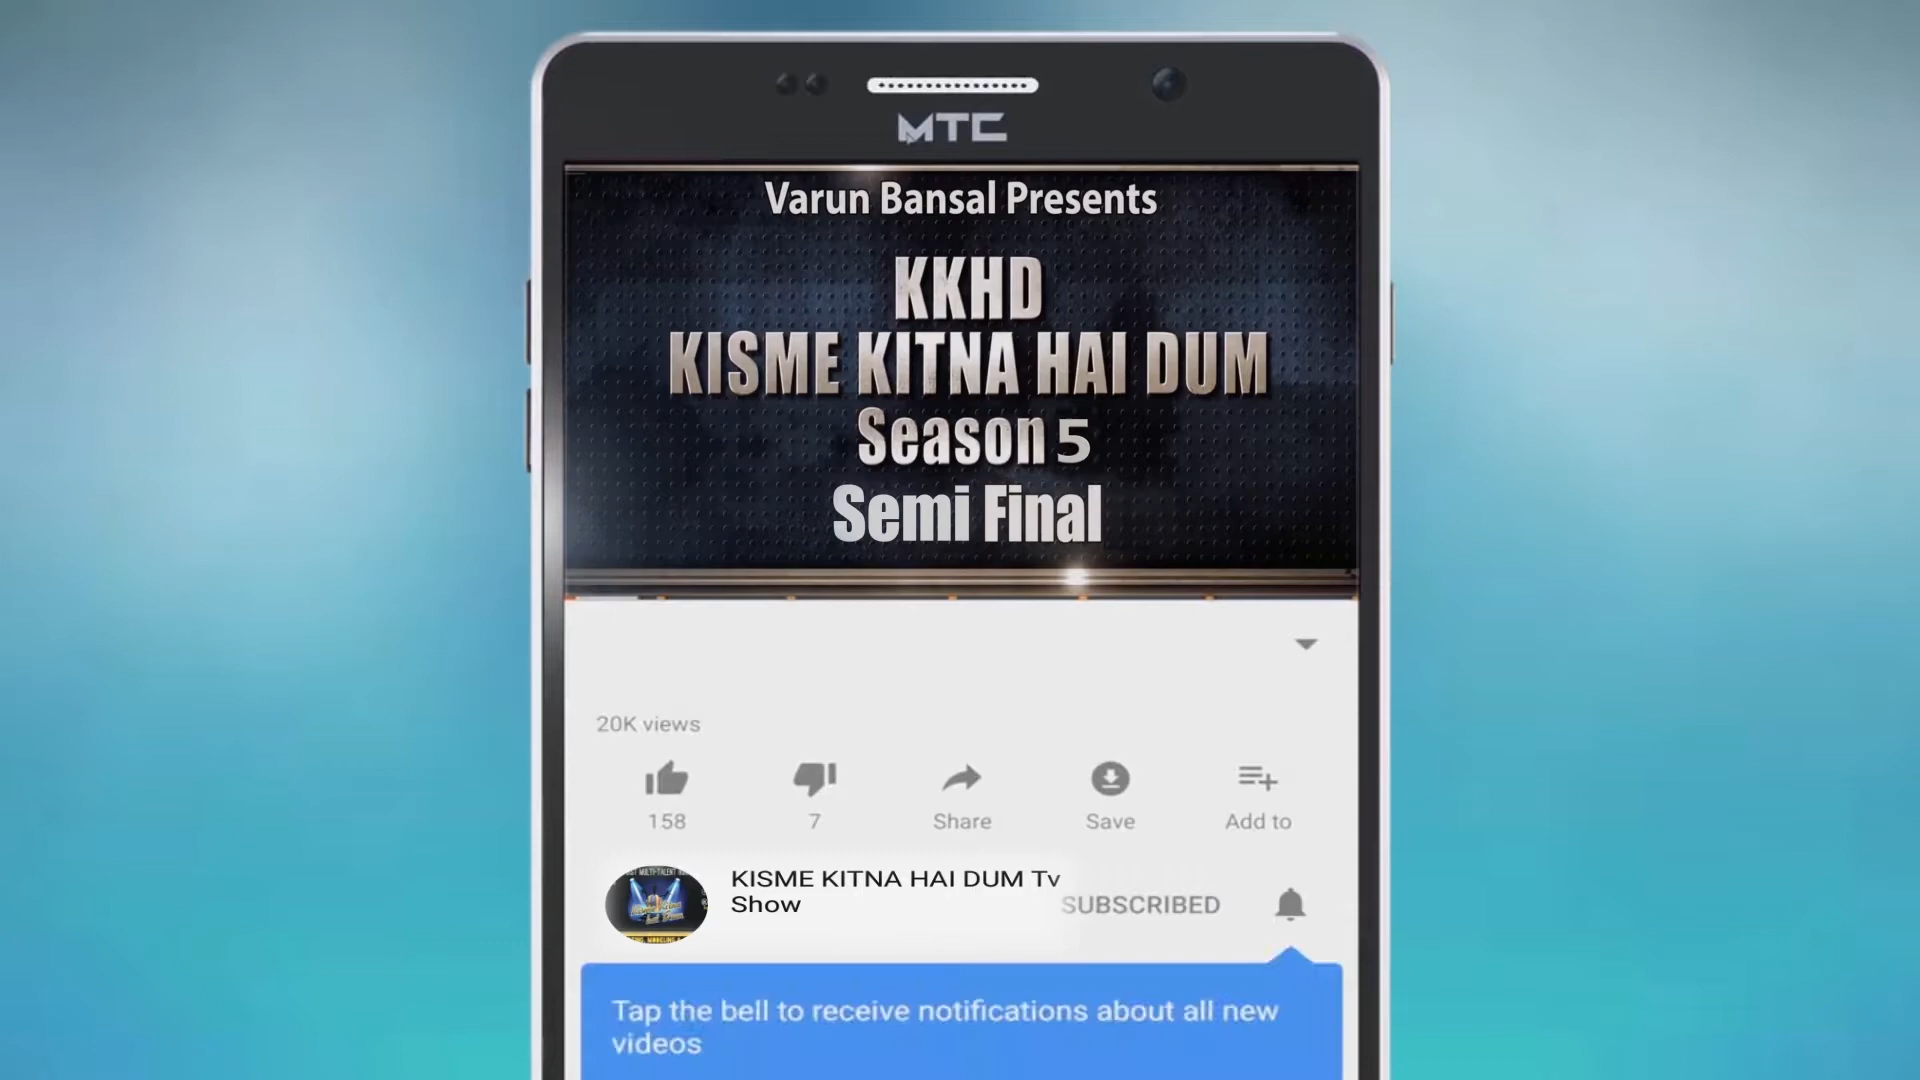 MTC
Varun Bansal Presents
KKHD
KISME KITNA HAI DUM
Season 5
Semi Final
20K views
158
7
Share
Save
Add to
KISME KITNA HAI DUM Tv
Show
SUBSCRIBED
Tap the bell to receive notifications about all new
videos